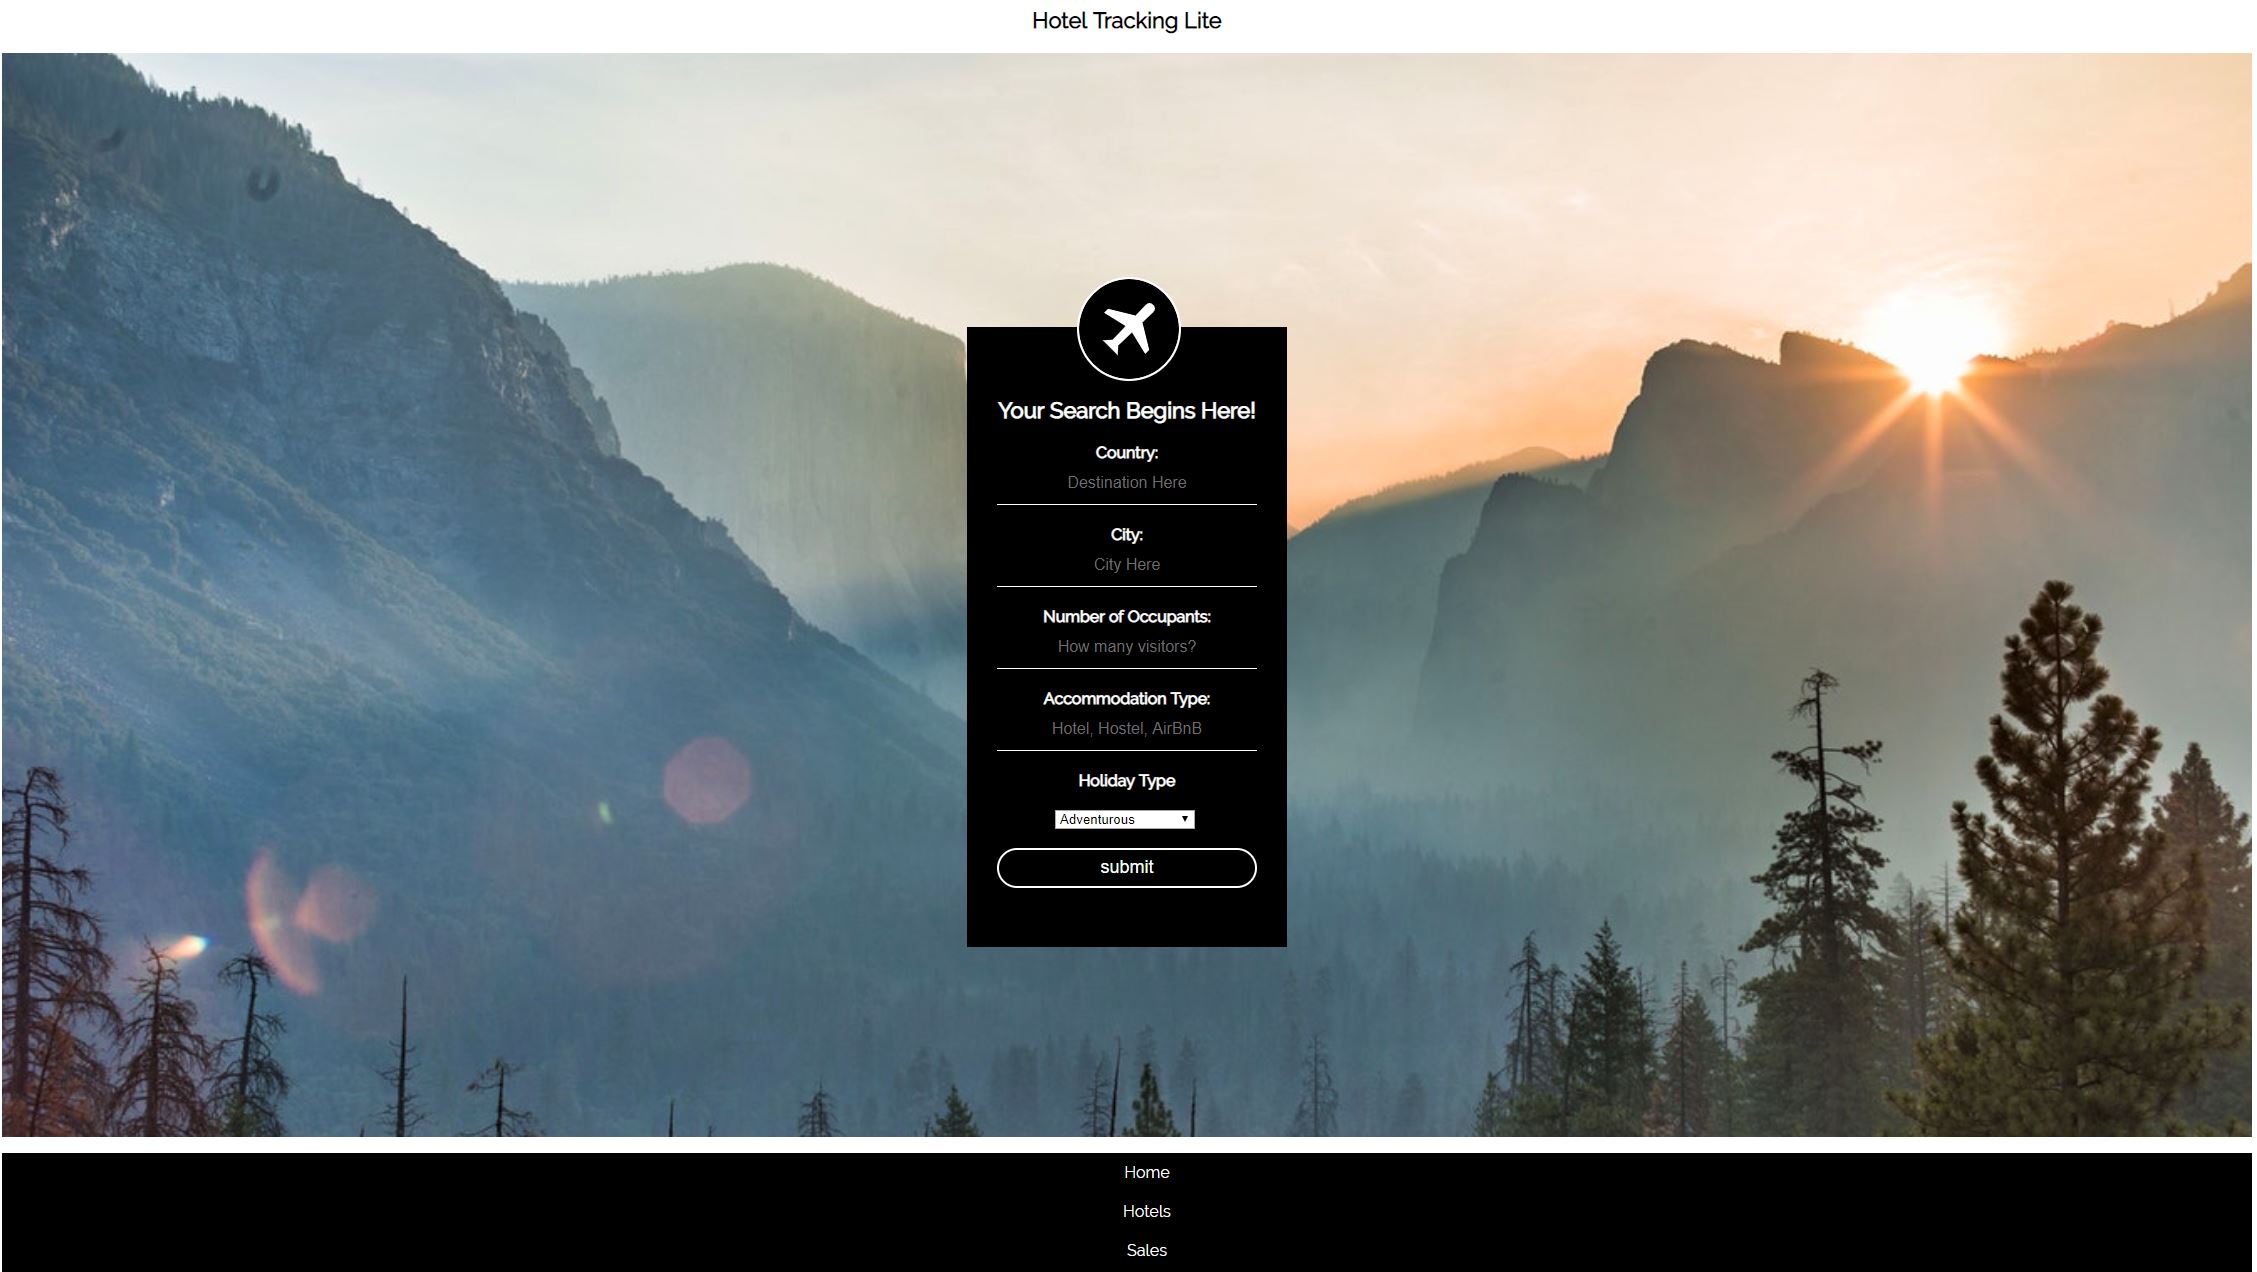 Hotel Tracking Lite
Your Search Begins Here!
Country:
Destination Here
City:
City Here
Number of Occupants:
How many visitors?
Accommodation Type:
Hotel, Hostel, AirBnB
Holiday Type
Adventurous
submit
Home
Hotels
Sales